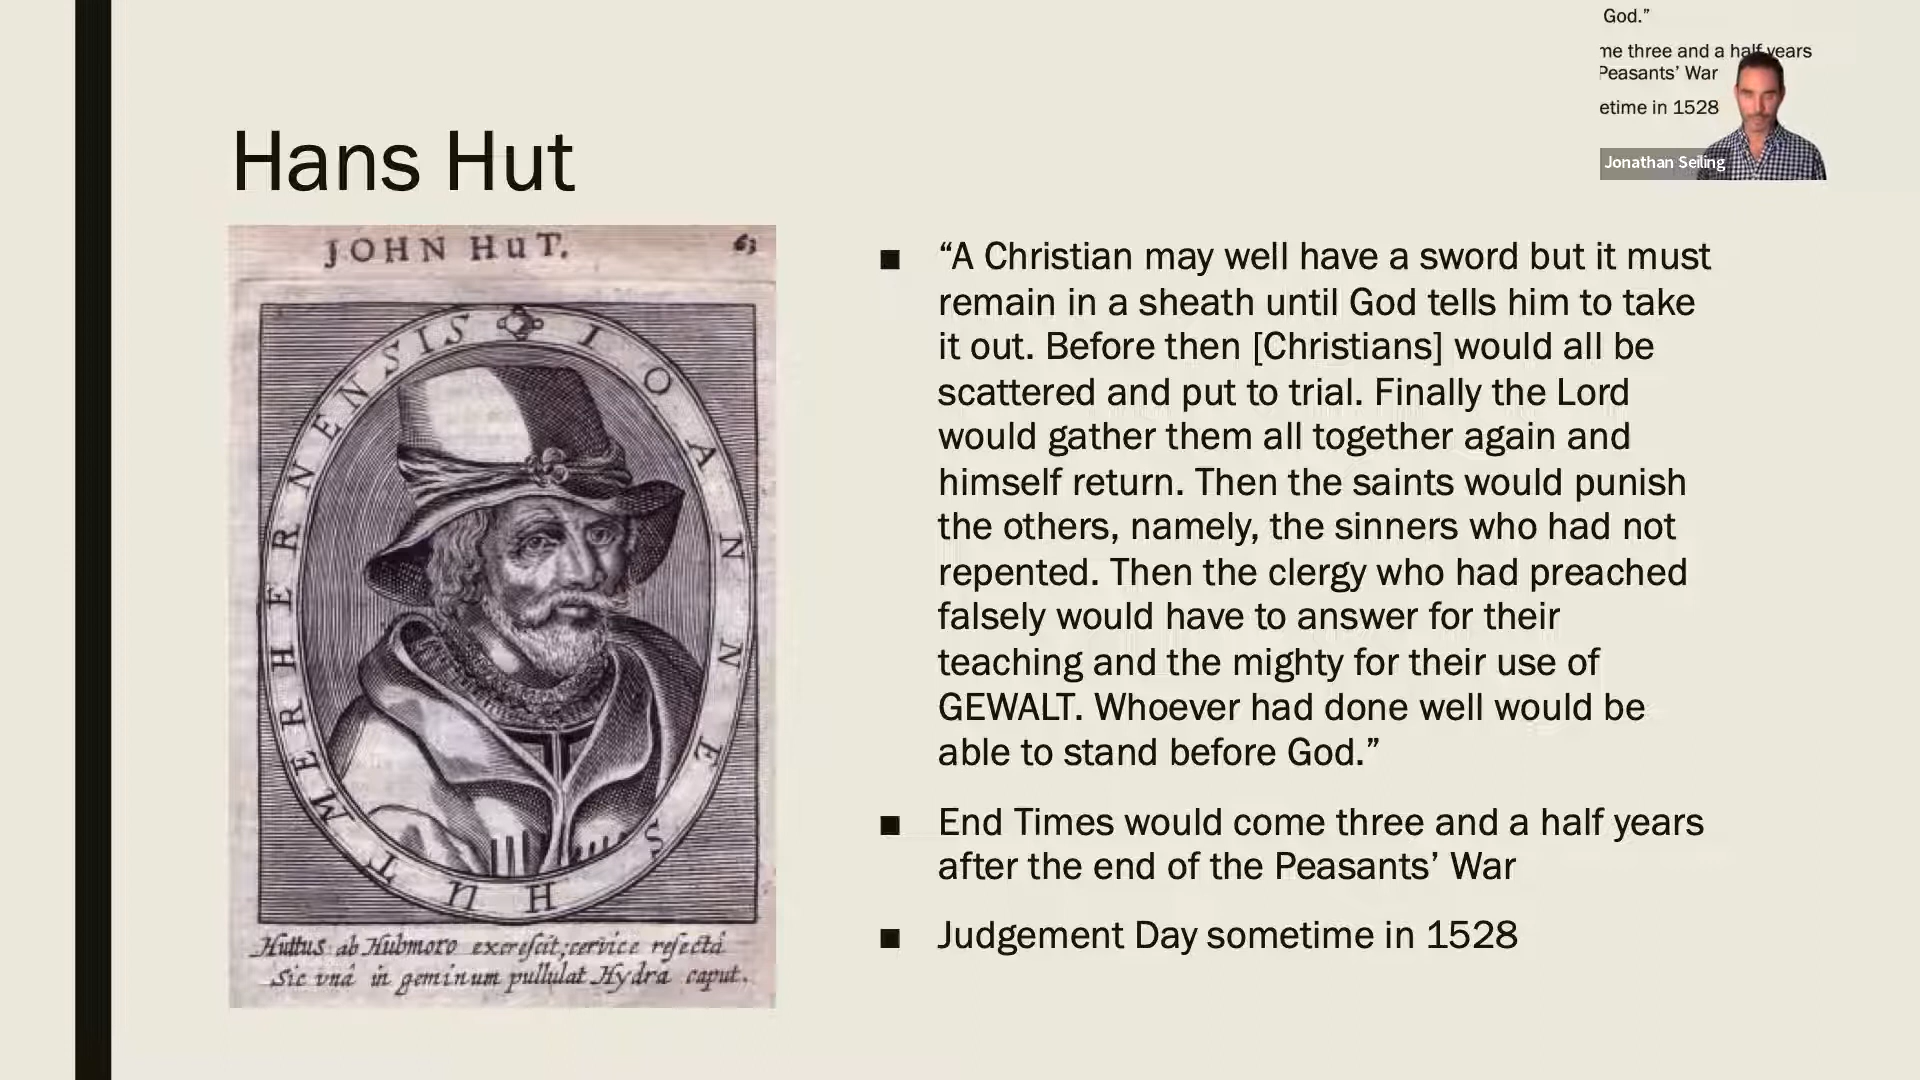 God.”
me three and a half years
Peasants’ War
etime in 1528
Jonathan Seiling
Hans Hut
JOHN HuT. 63
IOANNES HUT MERHERNENSIS
Huttus ab Hubmoro excrescit, cervice resectâ
Sic vnâ in geminum pullulat Hydra caput.
■ “A Christian may well have a sword but it must
remain in a sheath until God tells him to take
it out. Before then [Christians] would all be
scattered and put to trial. Finally the Lord
would gather them all together again and
himself return. Then the saints would punish
the others, namely, the sinners who had not
repented. Then the clergy who had preached
falsely would have to answer for their
teaching and the mighty for their use of
GEWALT. Whoever had done well would be
able to stand before God.”
■ End Times would come three and a half years
after the end of the Peasants’ War
■ Judgement Day sometime in 1528